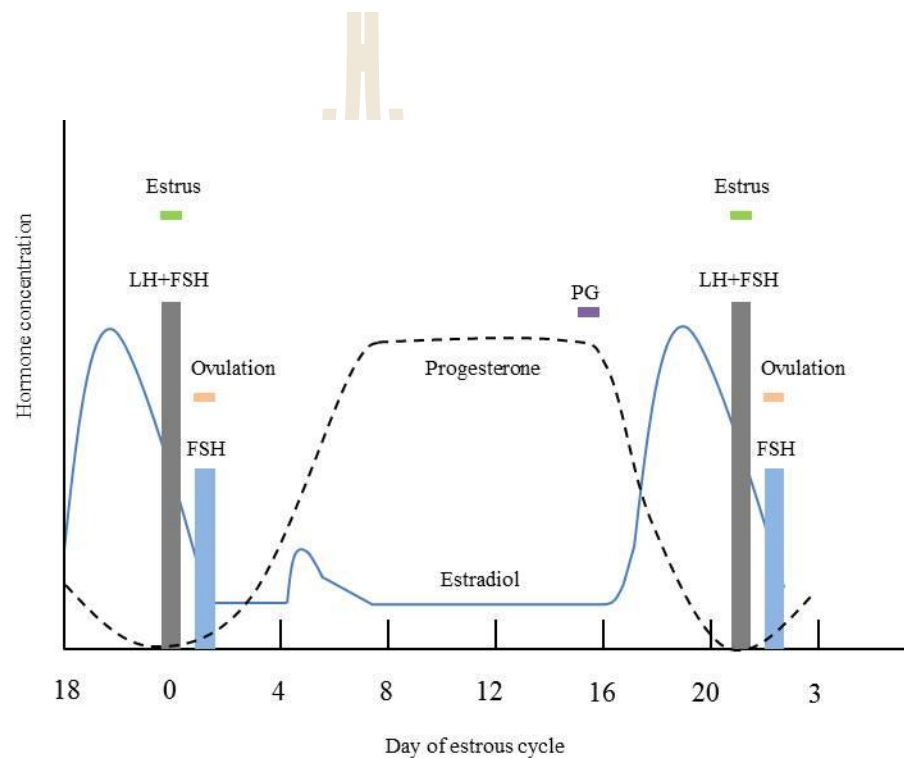 Estrus
Estrus
LH+FSH
PG
LH+FSH
Hormone concentration
Ovulation
Progesterone
Ovulation
FSH
FSH
Estradiol
18 0 4 8 12 16 20 3
Day of estrous cycle